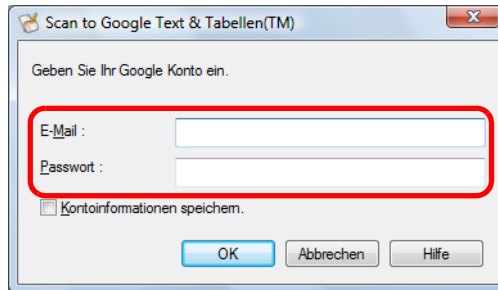 Scan to Google Text & Tabellen(TM)
Geben Sie Ihr Google Konto ein.
E-Mail :
Passwort :
Kontoinformationen speichern.
OK Abbrechen Hilfe